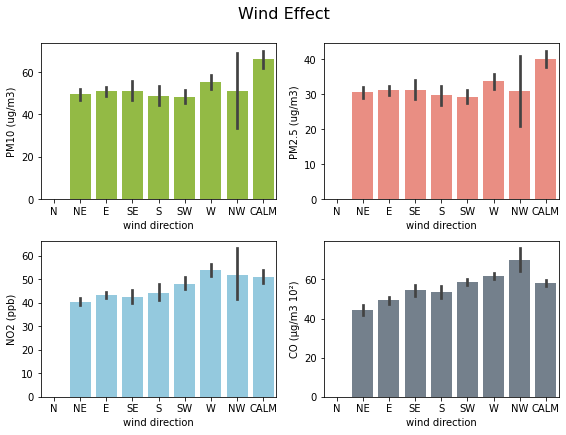 Wind Effect
PM10 (ug/m3)
60
40
20
0
N NE E SE S SW W NW CALM
wind direction
PM2.5 (ug/m3)
40
30
20
10
0
N NE E SE S SW W NW CALM
wind direction
NO2 (ppb)
60
50
40
30
20
10
0
N NE E SE S SW W NW CALM
wind direction
CO (µg/m3 10²)
60
40
20
0
N NE E SE S SW W NW CALM
wind direction